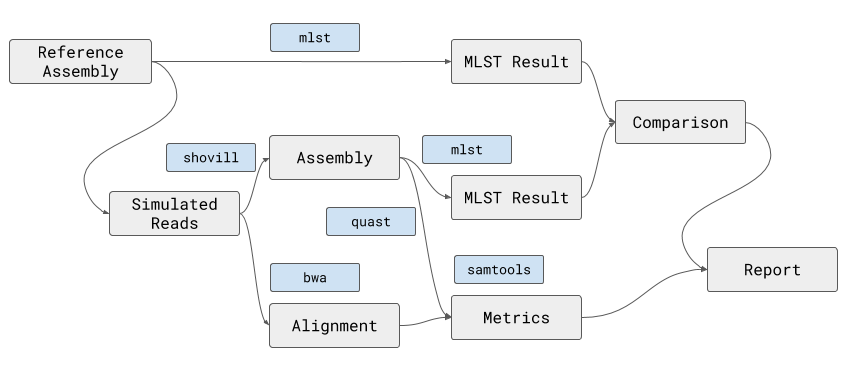 mlst
Reference
Assembly
MLST Result
Comparison
shovill
Assembly
mlst
Simulated
Reads
MLST Result
quast
samtools
bwa
Report
Alignment
Metrics